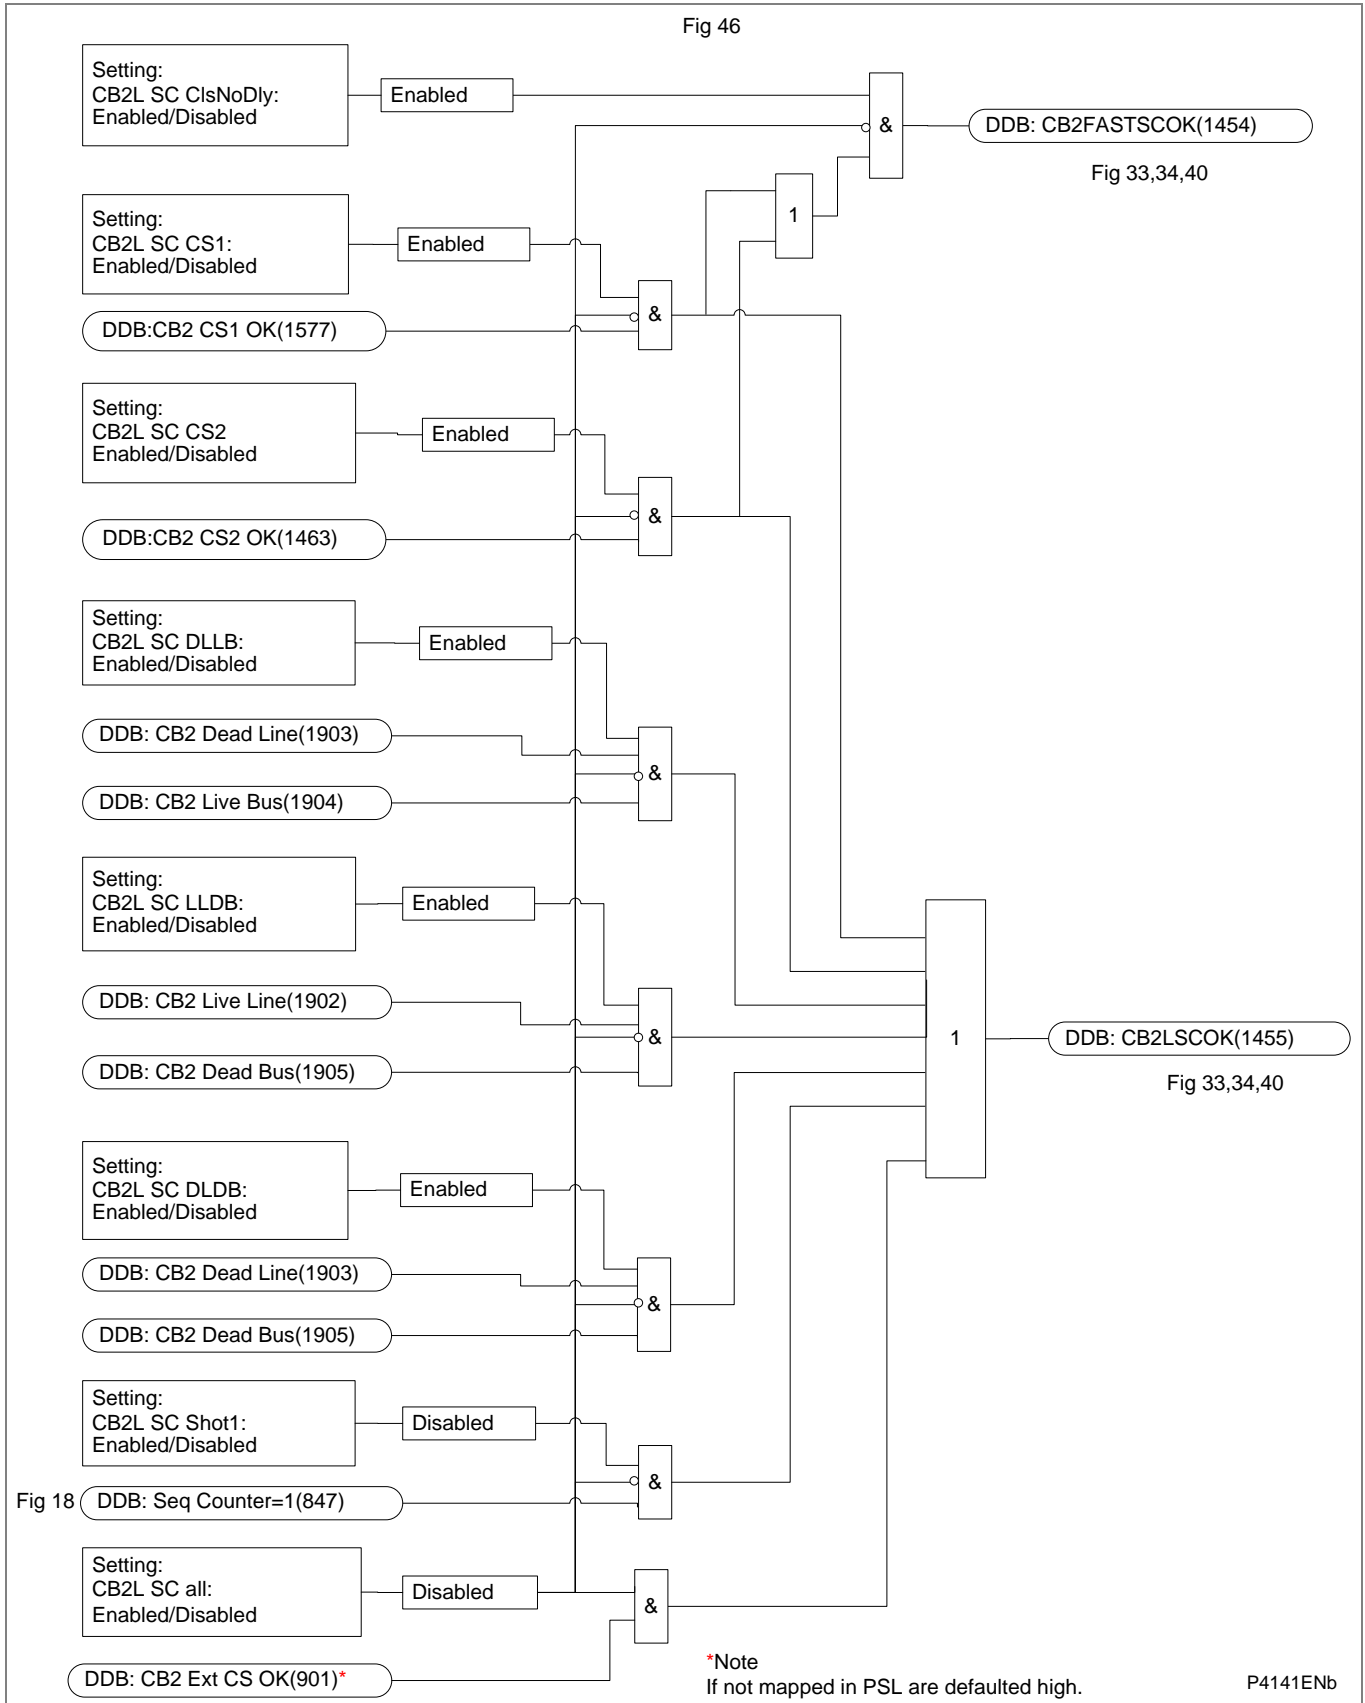 Fig 46
Setting:
CB2L SC ClsNoDly:
Enabled/Disabled
Enabled
&
DDB: CB2FASTSCOK(1454)
Fig 33,34,40
1
Setting:
CB2L SC CS1:
Enabled/Disabled
Enabled
&
DDB:CB2 CS1 OK(1577)
Setting:
CB2L SC CS2
Enabled/Disabled
Enabled
&
DDB:CB2 CS2 OK(1463)
Setting:
CB2L SC DLLB:
Enabled/Disabled
Enabled
DDB: CB2 Dead Line(1903)
&
DDB: CB2 Live Bus(1904)
Setting:
CB2L SC LLDB:
Enabled/Disabled
Enabled
DDB: CB2 Live Line(1902)
&
1
DDB: CB2LSCOK(1455)
Fig 33,34,40
DDB: CB2 Dead Bus(1905)
Setting:
CB2L SC DLDB:
Enabled/Disabled
Enabled
DDB: CB2 Dead Line(1903)
&
DDB: CB2 Dead Bus(1905)
Setting:
CB2L SC Shot1:
Enabled/Disabled
Disabled
&
Fig 18
DDB: Seq Counter=1(847)
Setting:
CB2L SC all:
Enabled/Disabled
Disabled
&
DDB: CB2 Ext CS OK(901)*
*Note
If not mapped in PSL are defaulted high.
P4141ENb